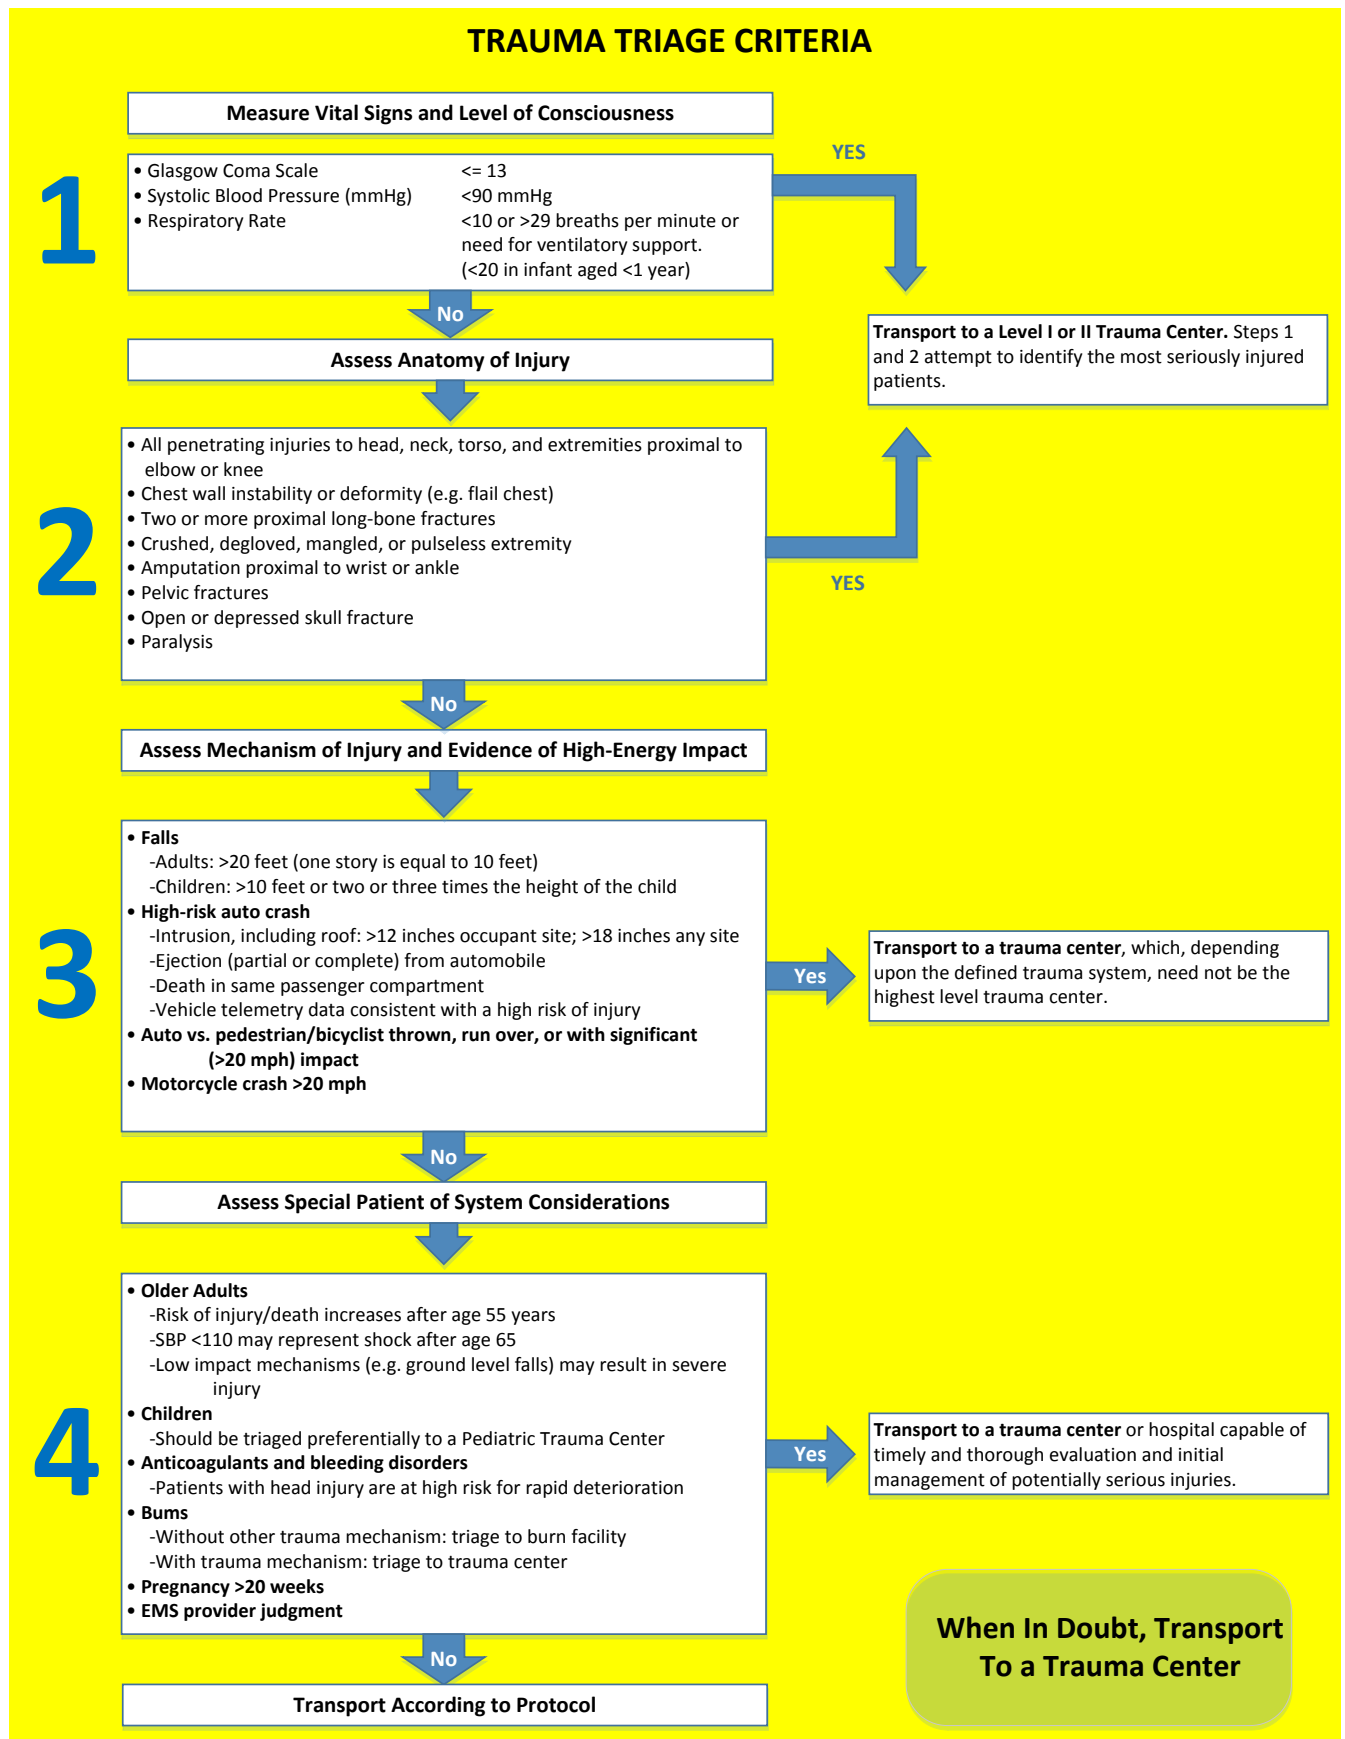 TRAUMA TRIAGE CRITERIA
Measure Vital Signs and Level of Consciousness
YES
1
• Glasgow Coma Scale <= 13
• Systolic Blood Pressure (mmHg) <90 mmHg
• Respiratory Rate <10 or >29 breaths per minute or
need for ventilatory support.
(<20 in infant aged <1 year)
No
Transport to a Level I or II Trauma Center. Steps 1
and 2 attempt to identify the most seriously injured
patients.
Assess Anatomy of Injury
2
• All penetrating injuries to head, neck, torso, and extremities proximal to
elbow or knee
• Chest wall instability or deformity (e.g. flail chest)
• Two or more proximal long-bone fractures
• Crushed, degloved, mangled, or pulseless extremity
• Amputation proximal to wrist or ankle
• Pelvic fractures
• Open or depressed skull fracture
• Paralysis
YES
No
Assess Mechanism of Injury and Evidence of High-Energy Impact
3
• Falls
-Adults: >20 feet (one story is equal to 10 feet)
-Children: >10 feet or two or three times the height of the child
• High-risk auto crash
-Intrusion, including roof: >12 inches occupant site; >18 inches any site
-Ejection (partial or complete) from automobile
-Death in same passenger compartment
-Vehicle telemetry data consistent with a high risk of injury
• Auto vs. pedestrian/bicyclist thrown, run over, or with significant
(>20 mph) impact
• Motorcycle crash >20 mph
Yes
Transport to a trauma center, which, depending
upon the defined trauma system, need not be the
highest level trauma center.
No
Assess Special Patient of System Considerations
4
• Older Adults
-Risk of injury/death increases after age 55 years
-SBP <110 may represent shock after age 65
-Low impact mechanisms (e.g. ground level falls) may result in severe
injury
• Children
-Should be triaged preferentially to a Pediatric Trauma Center
• Anticoagulants and bleeding disorders
-Patients with head injury are at high risk for rapid deterioration
• Bums
-Without other trauma mechanism: triage to burn facility
-With trauma mechanism: triage to trauma center
• Pregnancy >20 weeks
• EMS provider judgment
Yes
Transport to a trauma center or hospital capable of
timely and thorough evaluation and initial
management of potentially serious injuries.
No
Transport According to Protocol
When In Doubt, Transport
To a Trauma Center